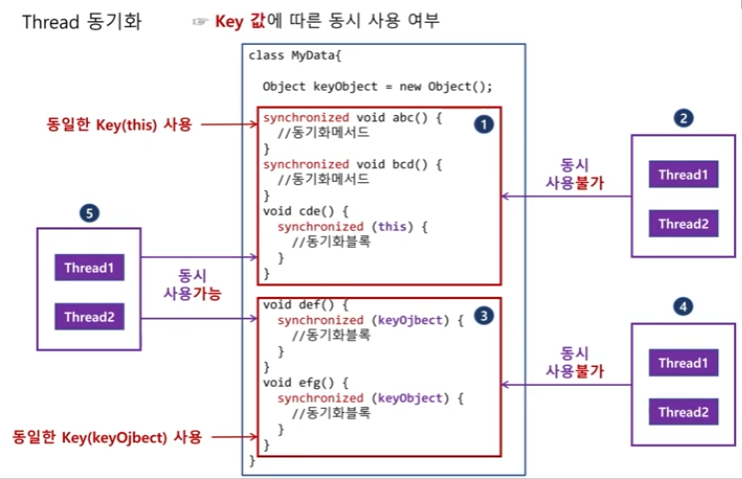 Thread 동기화
☞ Key 값에 따른 동시 사용 여부
class MyData{
Object keyObject = new Object();
동일한 Key(this) 사용
synchronized void abc() {
//동기화메서드
}
synchronized void bcd() {
//동기화메서드
}
void cde() {
synchronized (this) {
//동기화블록
}
}
1
2
Thread1
Thread2
동시
사용불가
5
Thread1
Thread2
동시
사용가능
void def() {
synchronized (keyOjbect) {
//동기화블록
}
}
void efg() {
synchronized (keyObject) {
//동기화블록
}
}
}
3
4
Thread1
Thread2
동시
사용불가
동일한 Key(keyOjbect) 사용